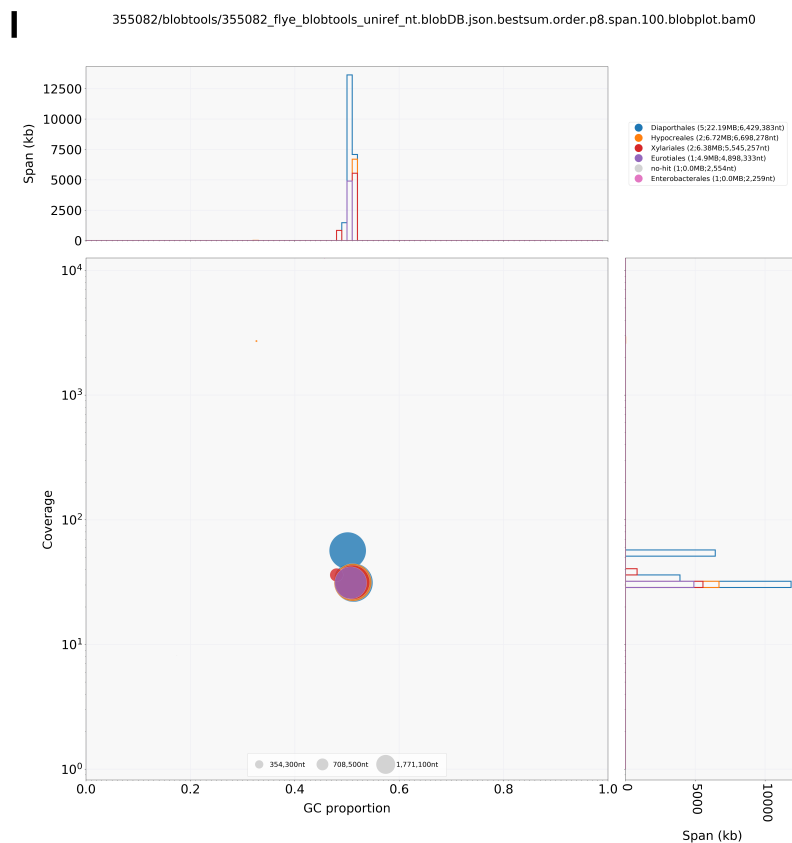 I
355082/blobtools/355082_flye_blobtools_uniref_nt.blobDB.json.bestsum.order.p8.span.100.blobplot.bam0
12500
10000
7500
5000
2500
0
Span (kb)
Diaporthales (5;22.19MB;6,429,383nt)
Hypocreales (2;6.72MB;6,698,278nt)
Xylariales (2;6.38MB;5,545,257nt)
Eurotiales (1;4.9MB;4,898,333nt)
no-hit (1;0.0MB;2,554nt)
Enterobacterales (1;0.0MB;2,259nt)
10⁴
10³
10²
10¹
10⁰
Coverage
354,300nt 708,500nt 1,771,100nt
0.0 0.2 0.4 0.6 0.8 1.0
GC proportion
0 5000 10000
Span (kb)